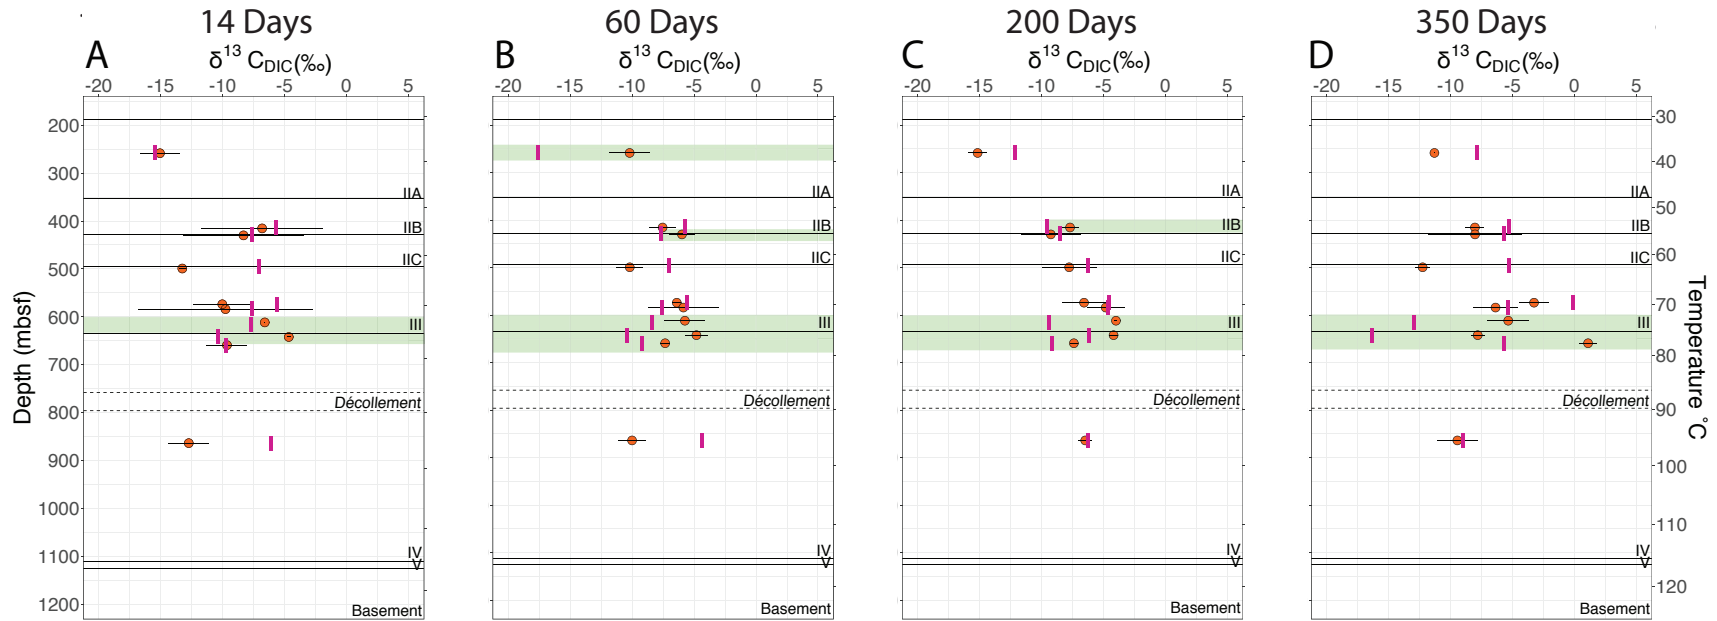 14 Days
60 Days
200 Days
350 Days
A
B
C
D
δ¹³ C_DIC(‰)
δ¹³ C_DIC(‰)
δ¹³ C_DIC(‰)
δ¹³ C_DIC(‰)
-20 -15 -10 -5 0 5
-20 -15 -10 -5 0 5
-20 -15 -10 -5 0 5
-20 -15 -10 -5 0 5
Depth (mbsf)
200
300
400
500
600
700
800
900
1000
1100
1200
IIA
IIB
IIC
III
Décollement
IV
V
Basement
IIA
IIB
IIC
III
Décollement
IV
V
Basement
IIA
IIB
IIC
III
Décollement
IV
V
Basement
IIA
IIB
IIC
III
Décollement
IV
V
Basement
30
40
50
60
70
80
90
100
110
120
Temperature °C